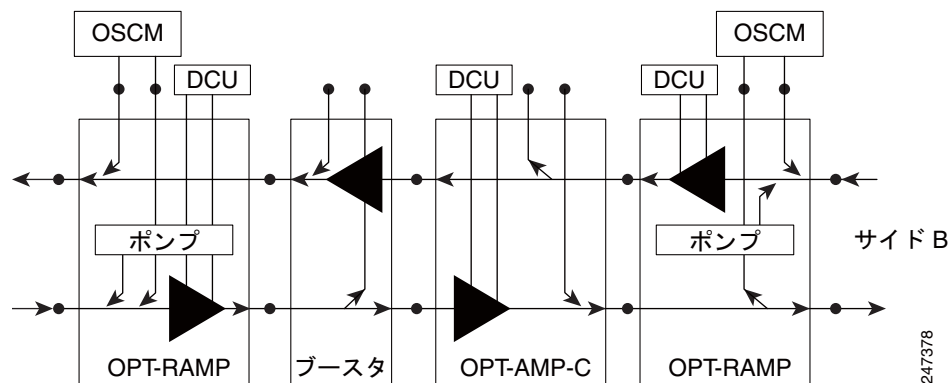 OSCM
OSCM
DCU
DCU
DCU
ポンプ
ポンプ
サイド B
OPT-RAMP
ブースタ
OPT-AMP-C
OPT-RAMP
247378